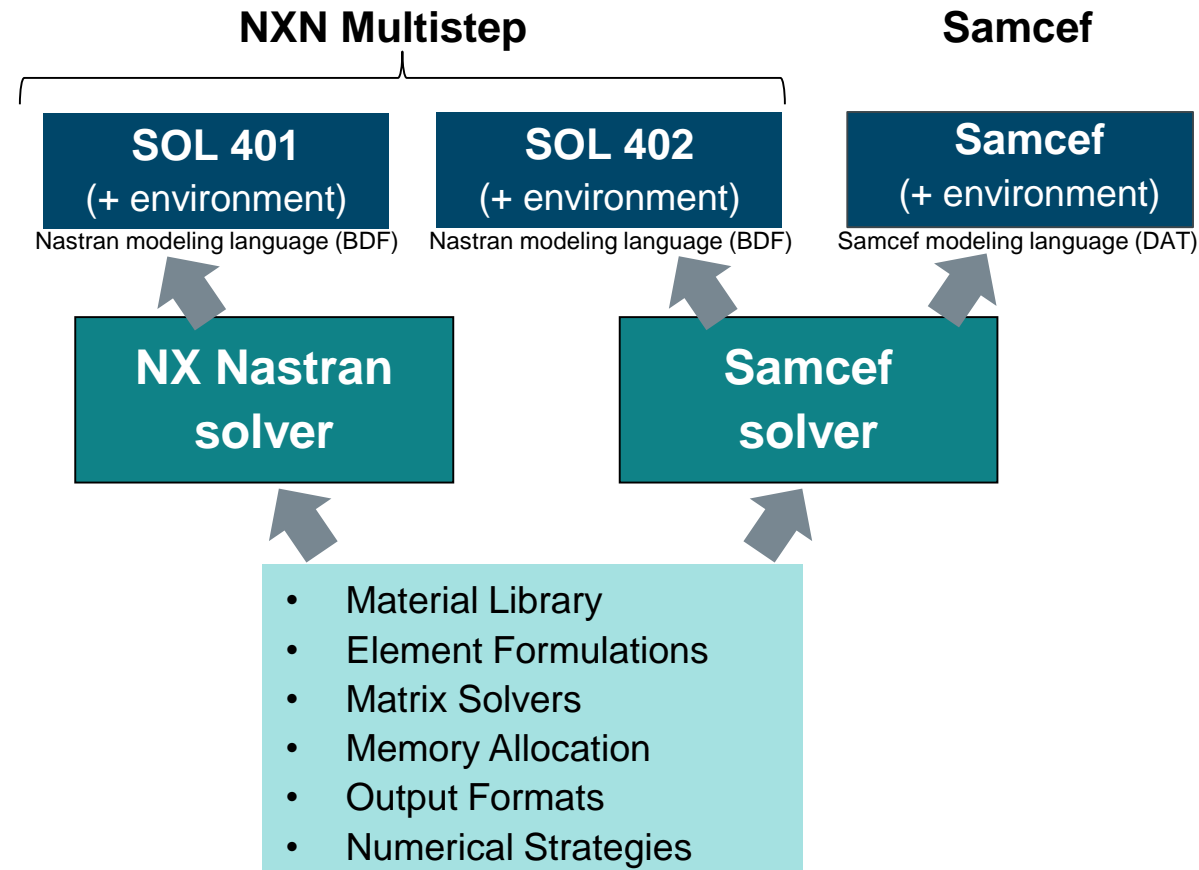 NXN Multistep
Samcef
SOL 401
(+ environment)
Nastran modeling language (BDF)
SOL 402
(+ environment)
Nastran modeling language (BDF)
Samcef
(+ environment)
Samcef modeling language (DAT)
NX Nastran
solver
Samcef
solver
• Material Library
• Element Formulations
• Matrix Solvers
• Memory Allocation
• Output Formats
• Numerical Strategies